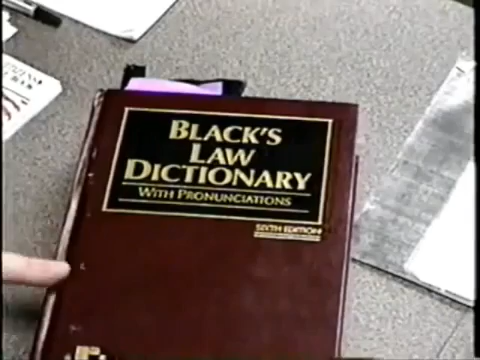 BLACK'S
LAW
DICTIONARY
WITH PRONUNCIATIONS
SIXTH EDITION